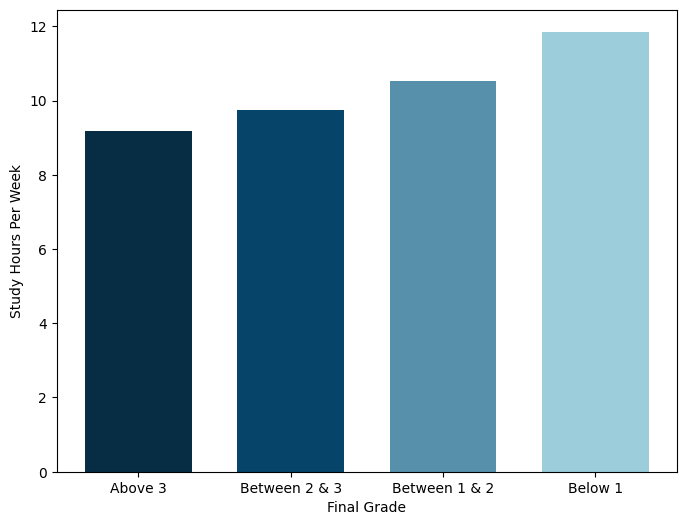 Study Hours Per Week
12
10
8
6
4
2
0
Above 3
Between 2 & 3
Between 1 & 2
Below 1
Final Grade